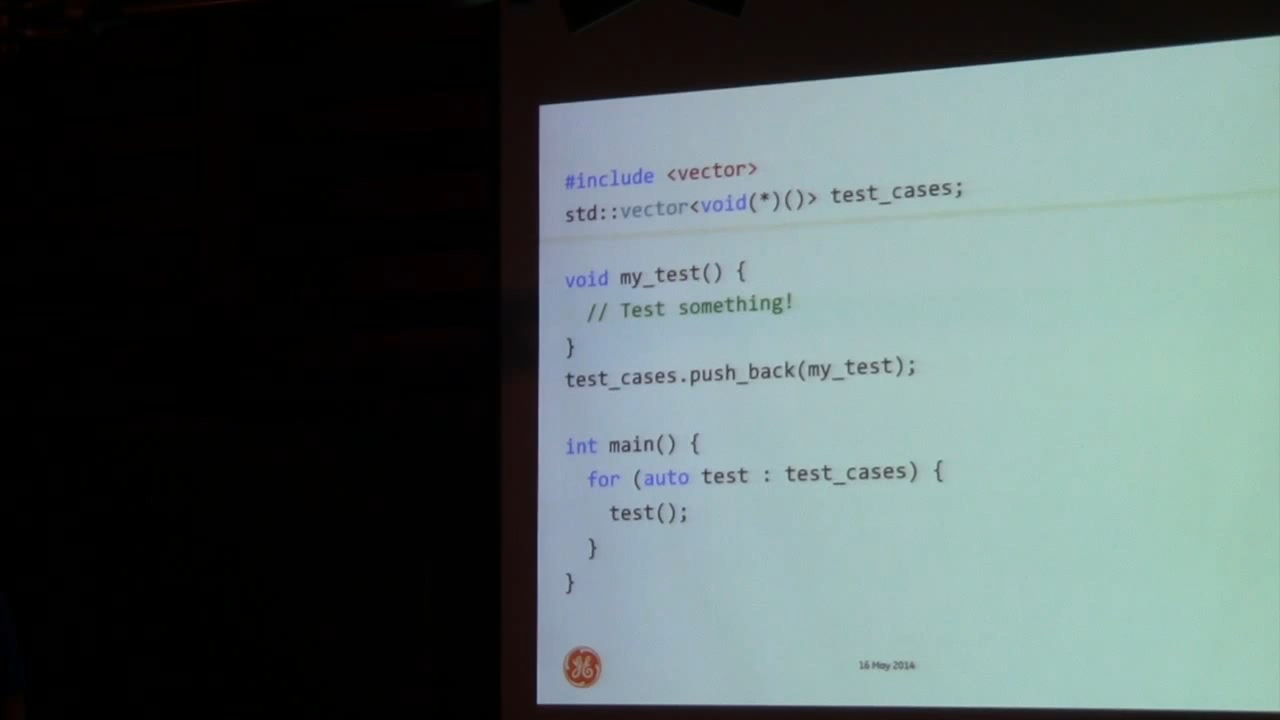 #include <vector>
std::vector<void(*)()> test_cases;
void my_test() {
// Test something!
}
test_cases.push_back(my_test);
int main() {
for (auto test : test_cases) {
test();
}
}
16 May 2014